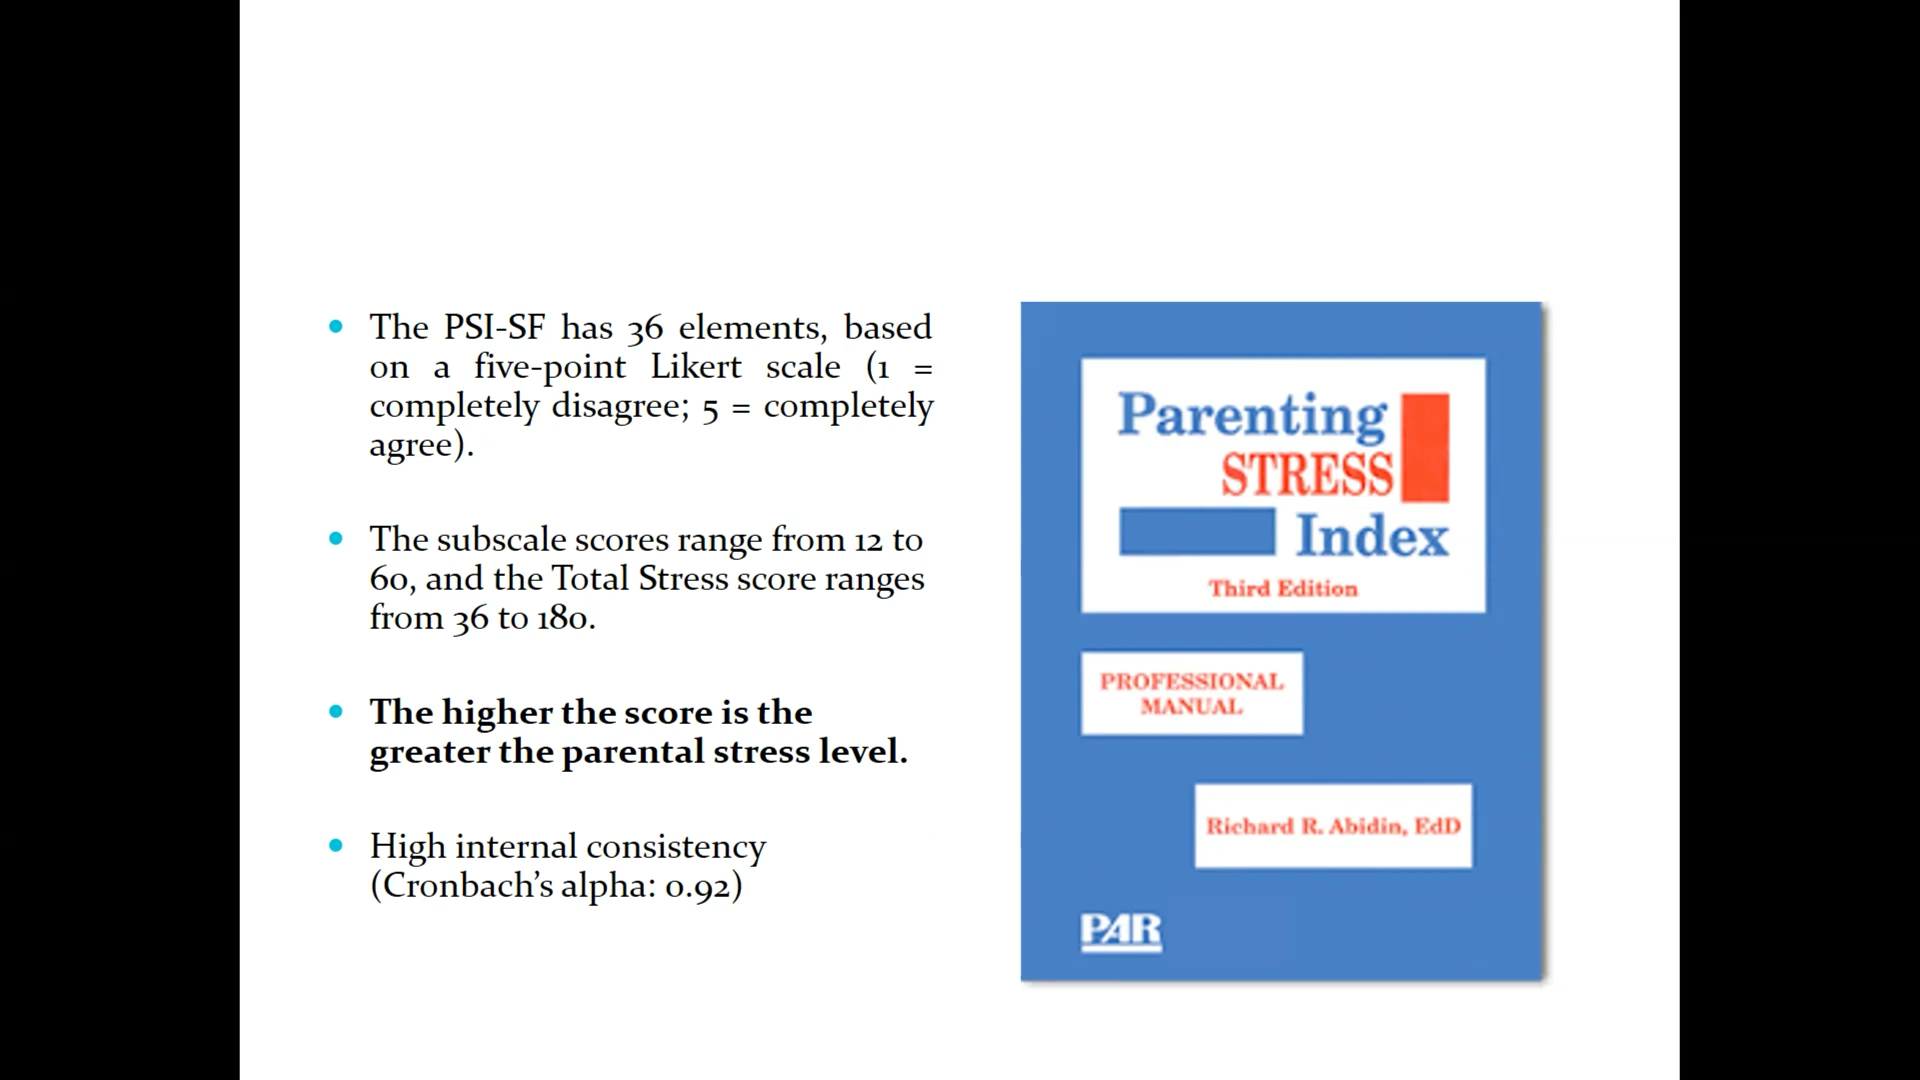 The PSI-SF has 36 elements, based
on a five-point Likert scale (1 =
completely disagree; 5 = completely
agree).
The subscale scores range from 12 to
60, and the Total Stress score ranges
from 36 to 180.
The higher the score is the
greater the parental stress level.
High internal consistency
(Cronbach’s alpha: 0.92)
Parenting
STRESS
Index
Third Edition
PROFESSIONAL
MANUAL
Richard R. Abidin, EdD
PAR